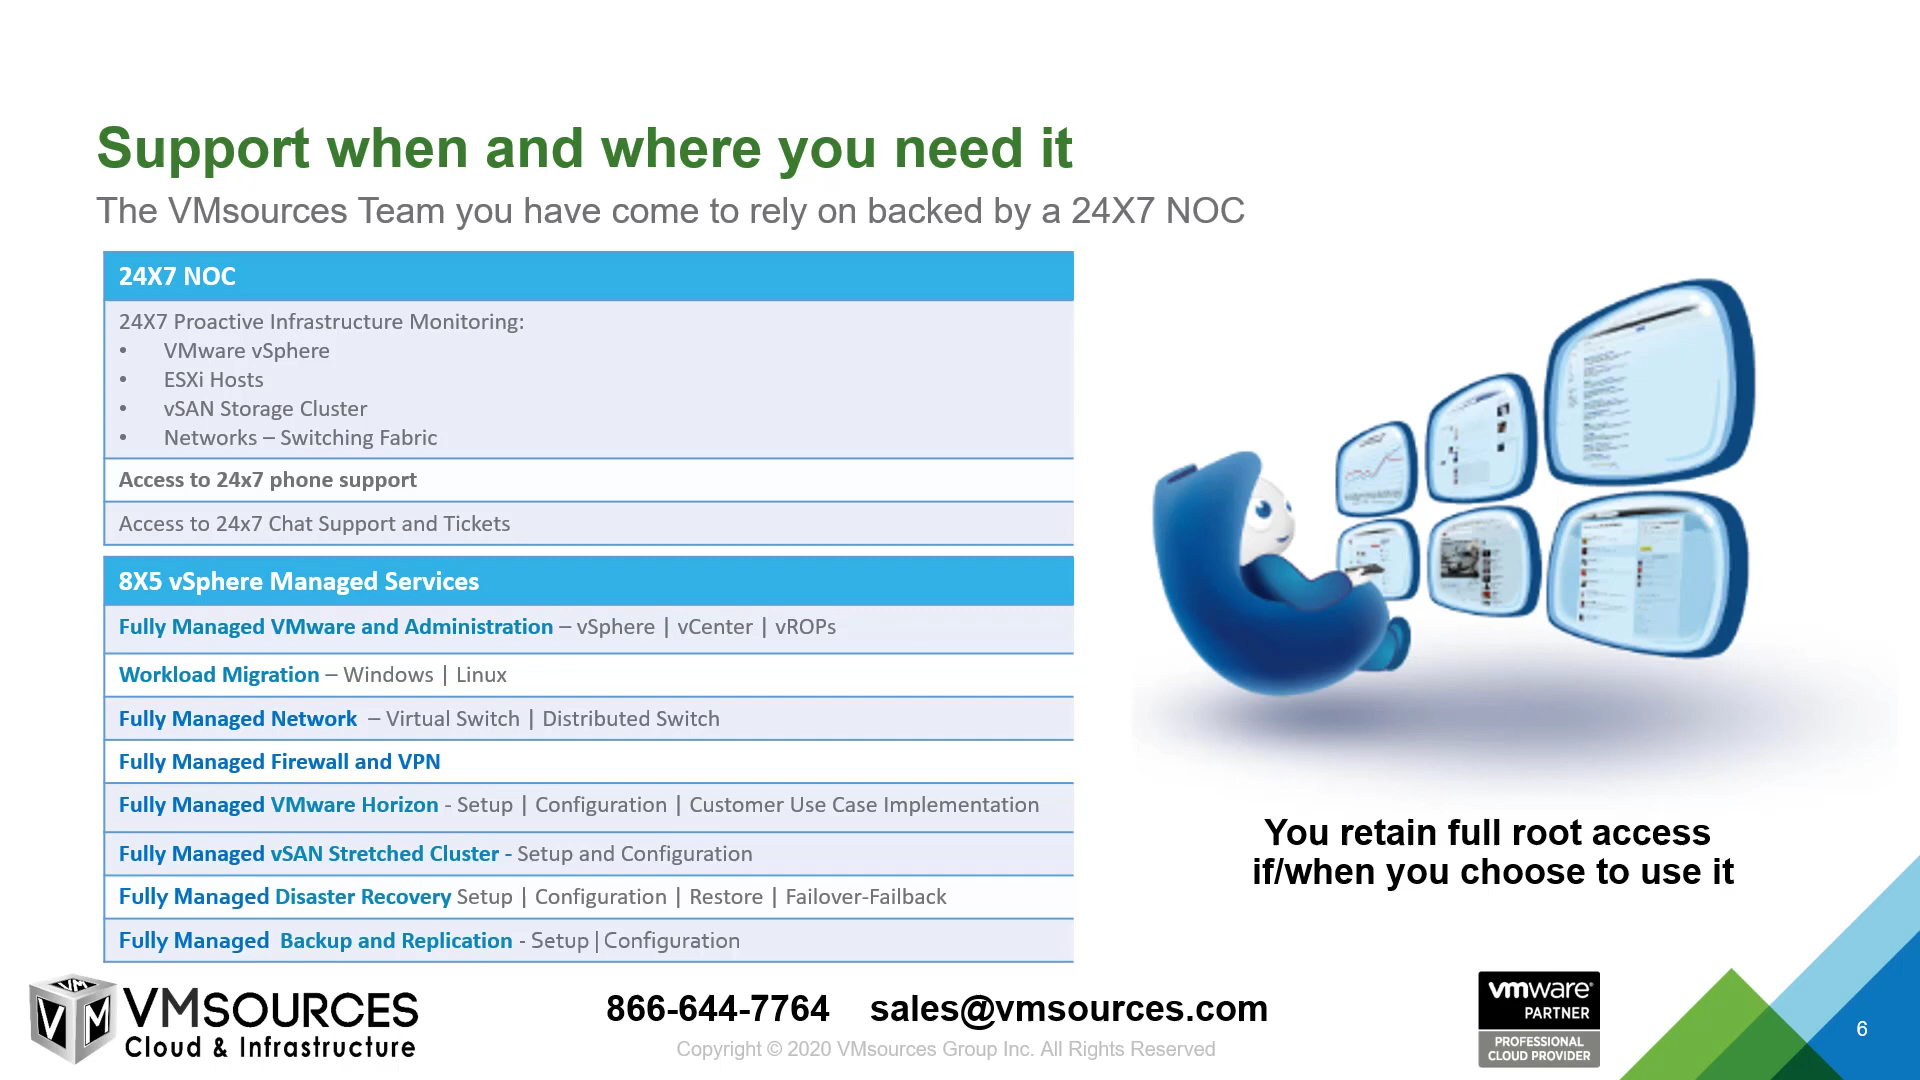 Support when and where you need it
The VMsources Team you have come to rely on backed by a 24X7 NOC
24X7 NOC
24X7 Proactive Infrastructure Monitoring:
• VMware vSphere
• ESXi Hosts
• vSAN Storage Cluster
• Networks – Switching Fabric
Access to 24x7 phone support
Access to 24x7 Chat Support and Tickets
8X5 vSphere Managed Services
Fully Managed VMware and Administration – vSphere | vCenter | vROPs
Workload Migration – Windows | Linux
Fully Managed Network – Virtual Switch | Distributed Switch
Fully Managed Firewall and VPN
Fully Managed VMware Horizon - Setup | Configuration | Customer Use Case Implementation
Fully Managed vSAN Stretched Cluster - Setup and Configuration
Fully Managed Disaster Recovery Setup | Configuration | Restore | Failover-Failback
Fully Managed Backup and Replication - Setup | Configuration
You retain full root access
if/when you choose to use it
VM
V M
VMSOURCES
Cloud & Infrastructure
866-644-7764 sales@vmsources.com
Copyright © 2020 VMsources Group Inc. All Rights Reserved
vmware®
PARTNER
PROFESSIONAL
CLOUD PROVIDER
6